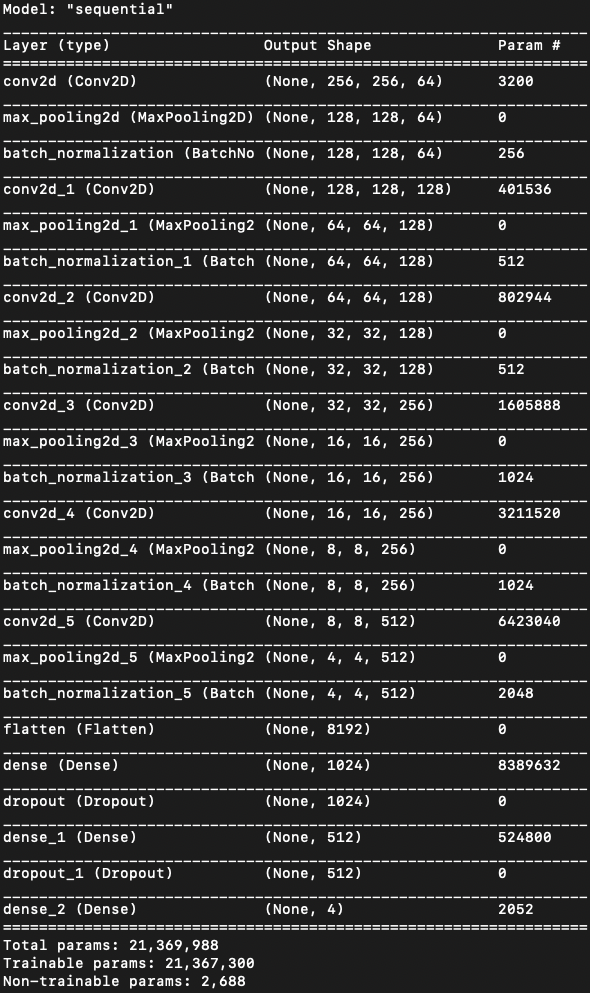 Model: "sequential"
Layer (type) Output Shape Param #
conv2d (Conv2D) (None, 256, 256, 64) 3200
max_pooling2d (MaxPooling2D) (None, 128, 128, 64) 0
batch_normalization (BatchNo (None, 128, 128, 64) 256
conv2d_1 (Conv2D) (None, 128, 128, 128) 401536
max_pooling2d_1 (MaxPooling2 (None, 64, 64, 128) 0
batch_normalization_1 (Batch (None, 64, 64, 128) 512
conv2d_2 (Conv2D) (None, 64, 64, 128) 802944
max_pooling2d_2 (MaxPooling2 (None, 32, 32, 128) 0
batch_normalization_2 (Batch (None, 32, 32, 128) 512
conv2d_3 (Conv2D) (None, 32, 32, 256) 1605888
max_pooling2d_3 (MaxPooling2 (None, 16, 16, 256) 0
batch_normalization_3 (Batch (None, 16, 16, 256) 1024
conv2d_4 (Conv2D) (None, 16, 16, 256) 3211520
max_pooling2d_4 (MaxPooling2 (None, 8, 8, 256) 0
batch_normalization_4 (Batch (None, 8, 8, 256) 1024
conv2d_5 (Conv2D) (None, 8, 8, 512) 6423040
max_pooling2d_5 (MaxPooling2 (None, 4, 4, 512) 0
batch_normalization_5 (Batch (None, 4, 4, 512) 2048
flatten (Flatten) (None, 8192) 0
dense (Dense) (None, 1024) 8389632
dropout (Dropout) (None, 1024) 0
dense_1 (Dense) (None, 512) 524800
dropout_1 (Dropout) (None, 512) 0
dense_2 (Dense) (None, 4) 2052
Total params: 21,369,988
Trainable params: 21,367,300
Non-trainable params: 2,688